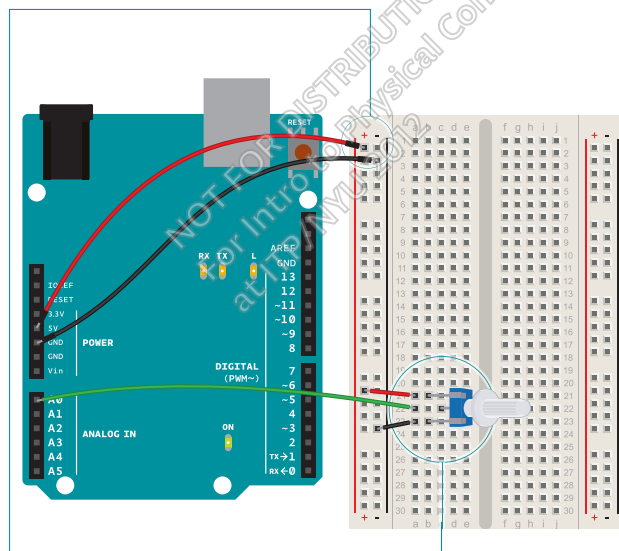 NOT FOR DISTRIBUTION
For Intro to Physical Com
at ITP/NYU 2012
RESET
RX TX L
AREF
GND
13
12
~11
~10
~9
8
7
~6
~5
4
~3
2
TX→1
RX←0
DIGITAL
(PWM~)
IOREF
RESET
3.3V
5V
GND
GND
Vin
POWER
A0
A1
A2
A3
A4
A5
ANALOG IN
ON
+ -
a b c d e
f g h i j
+ -
1
2
3
4
5
6
7
8
9
10
11
12
13
14
15
16
17
18
19
20
21
22
23
24
25
26
27
28
29
30
+ -
a b d e
f g h i j
+ -